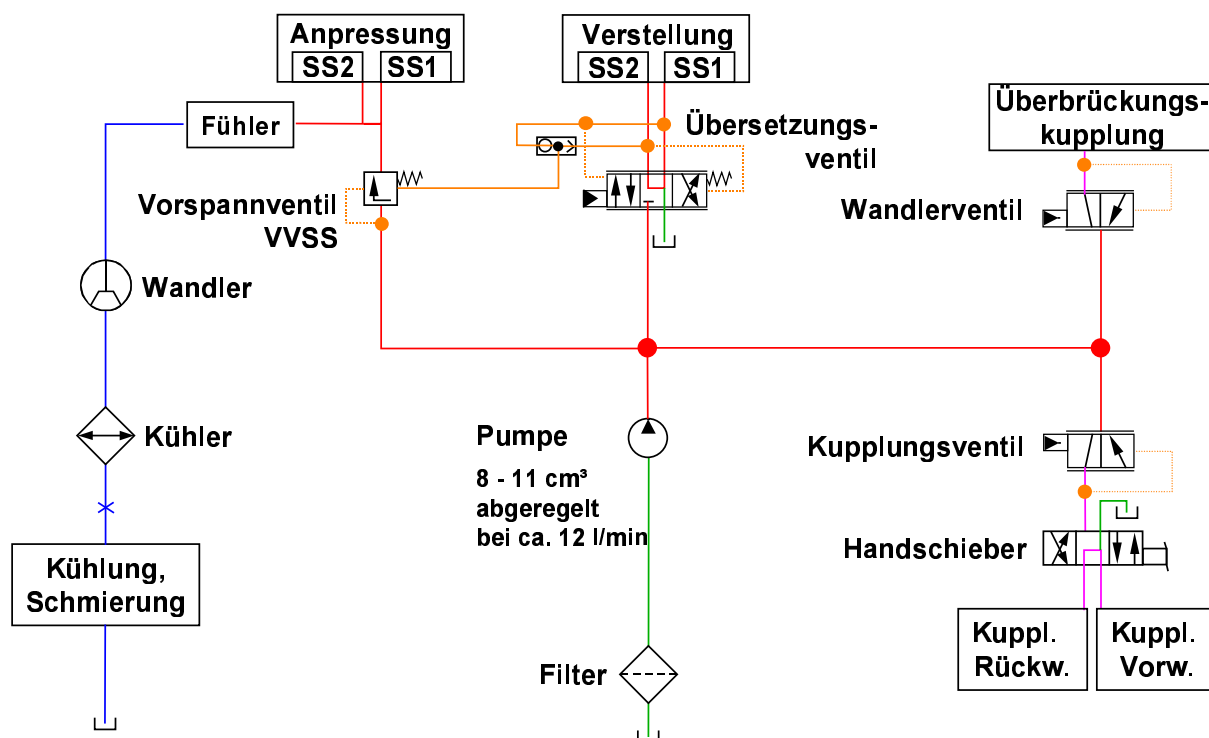 Anpressung
SS2
SS1
Verstellung
SS2
SS1
Überbrückungs-
kupplung
Fühler
Übersetzungs-
ventil
Vorspannventil
VVSS
Wandlerventil
Wandler
Kühler
Pumpe
8 - 11 cm³
abgeregelt
bei ca. 12 l/min
Kupplungsventil
Handschieber
Kühlung,
Schmierung
Kuppl.
Rückw.
Kuppl.
Vorw.
Filter